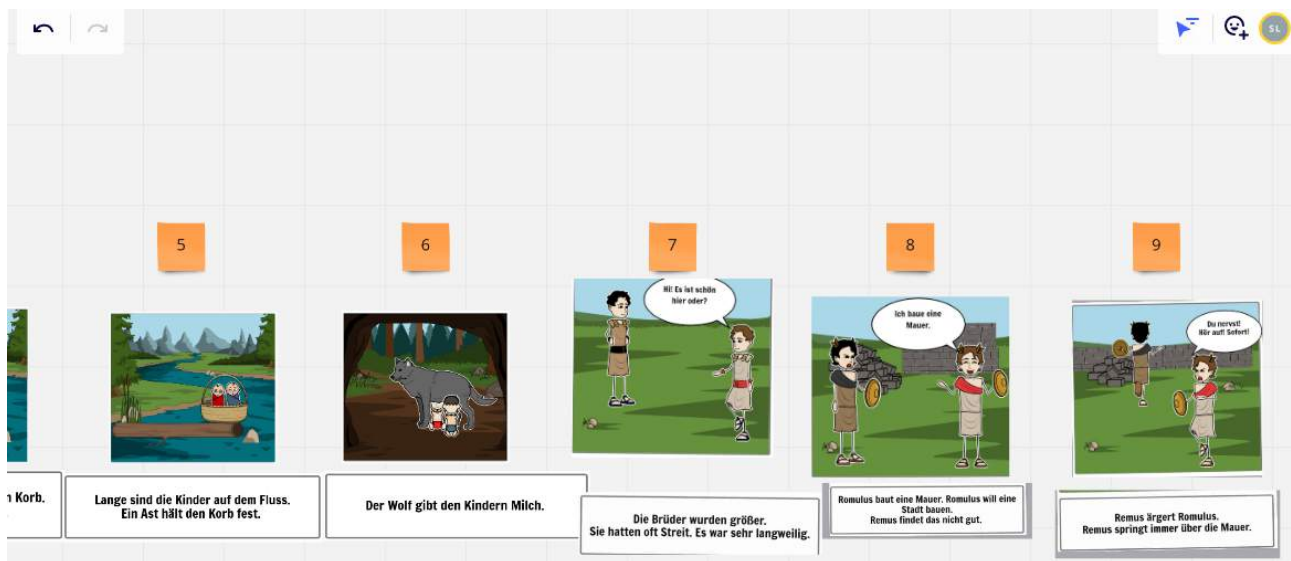 SL
5
6
7
8
9
Hi! Es ist schön
hier oder?
Ich baue eine
Mauer.
Du nervst!
Hör auf! Sofort!
Korb.
Lange sind die Kinder auf dem Fluss.
Ein Ast hält den Korb fest.
Der Wolf gibt den Kindern Milch.
Die Brüder wurden größer.
Sie hatten oft Streit. Es war sehr langweilig.
Romulus baut eine Mauer. Romulus will eine
Stadt bauen.
Remus findet das nicht gut.
Remus ärgert Romulus.
Remus springt immer über die Mauer.